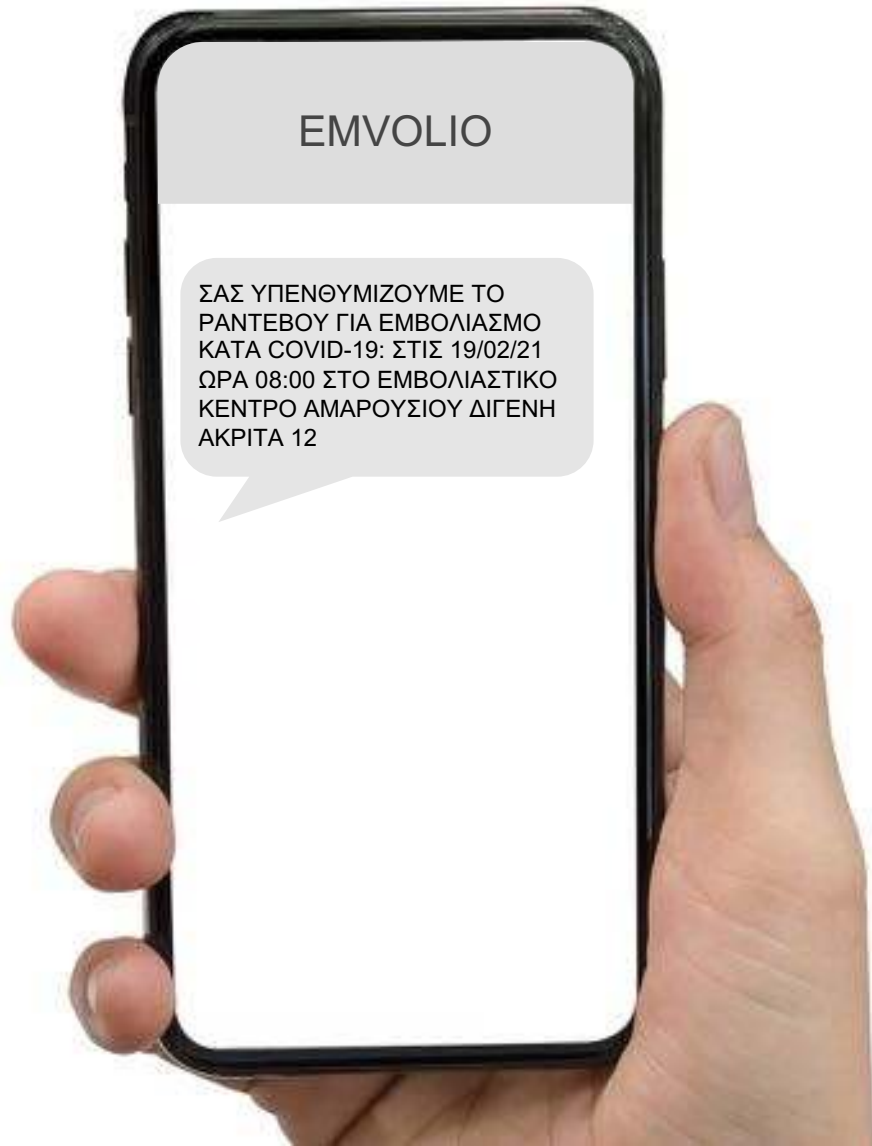 EMVOLIO
ΣΑΣ ΥΠΕΝΘΥΜΙΖΟΥΜΕ ΤΟ
ΡΑΝΤΕΒΟΥ ΓΙΑ ΕΜΒΟΛΙΑΣΜΟ
ΚΑΤΑ COVID-19: ΣΤΙΣ 19/02/21
ΩΡΑ 08:00 ΣΤΟ ΕΜΒΟΛΙΑΣΤΙΚΟ
ΚΕΝΤΡΟ ΑΜΑΡΟΥΣΙΟΥ ΔΙΓΕΝΗ
ΑΚΡΙΤΑ 12